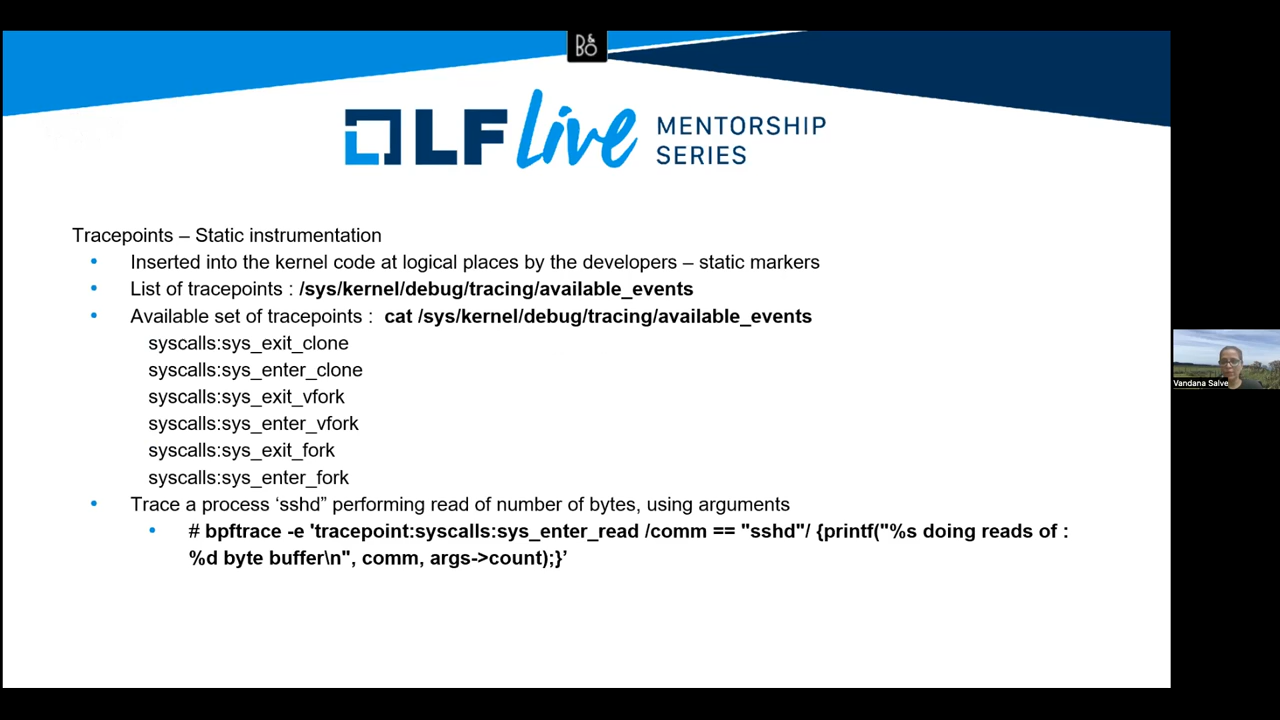 B&O
LF live MENTORSHIP
SERIES
Tracepoints – Static instrumentation
• Inserted into the kernel code at logical places by the developers – static markers
• List of tracepoints : /sys/kernel/debug/tracing/available_events
• Available set of tracepoints :  cat /sys/kernel/debug/tracing/available_events
syscalls:sys_exit_clone
syscalls:sys_enter_clone
syscalls:sys_exit_vfork
syscalls:sys_enter_vfork
syscalls:sys_exit_fork
syscalls:sys_enter_fork
• Trace a process ‘sshd” performing read of number of bytes, using arguments
• # bpftrace -e 'tracepoint:syscalls:sys_enter_read /comm == "sshd"/ {printf("%s doing reads of :
%d byte buffer\n", comm, args->count);}’
Vandana Salve